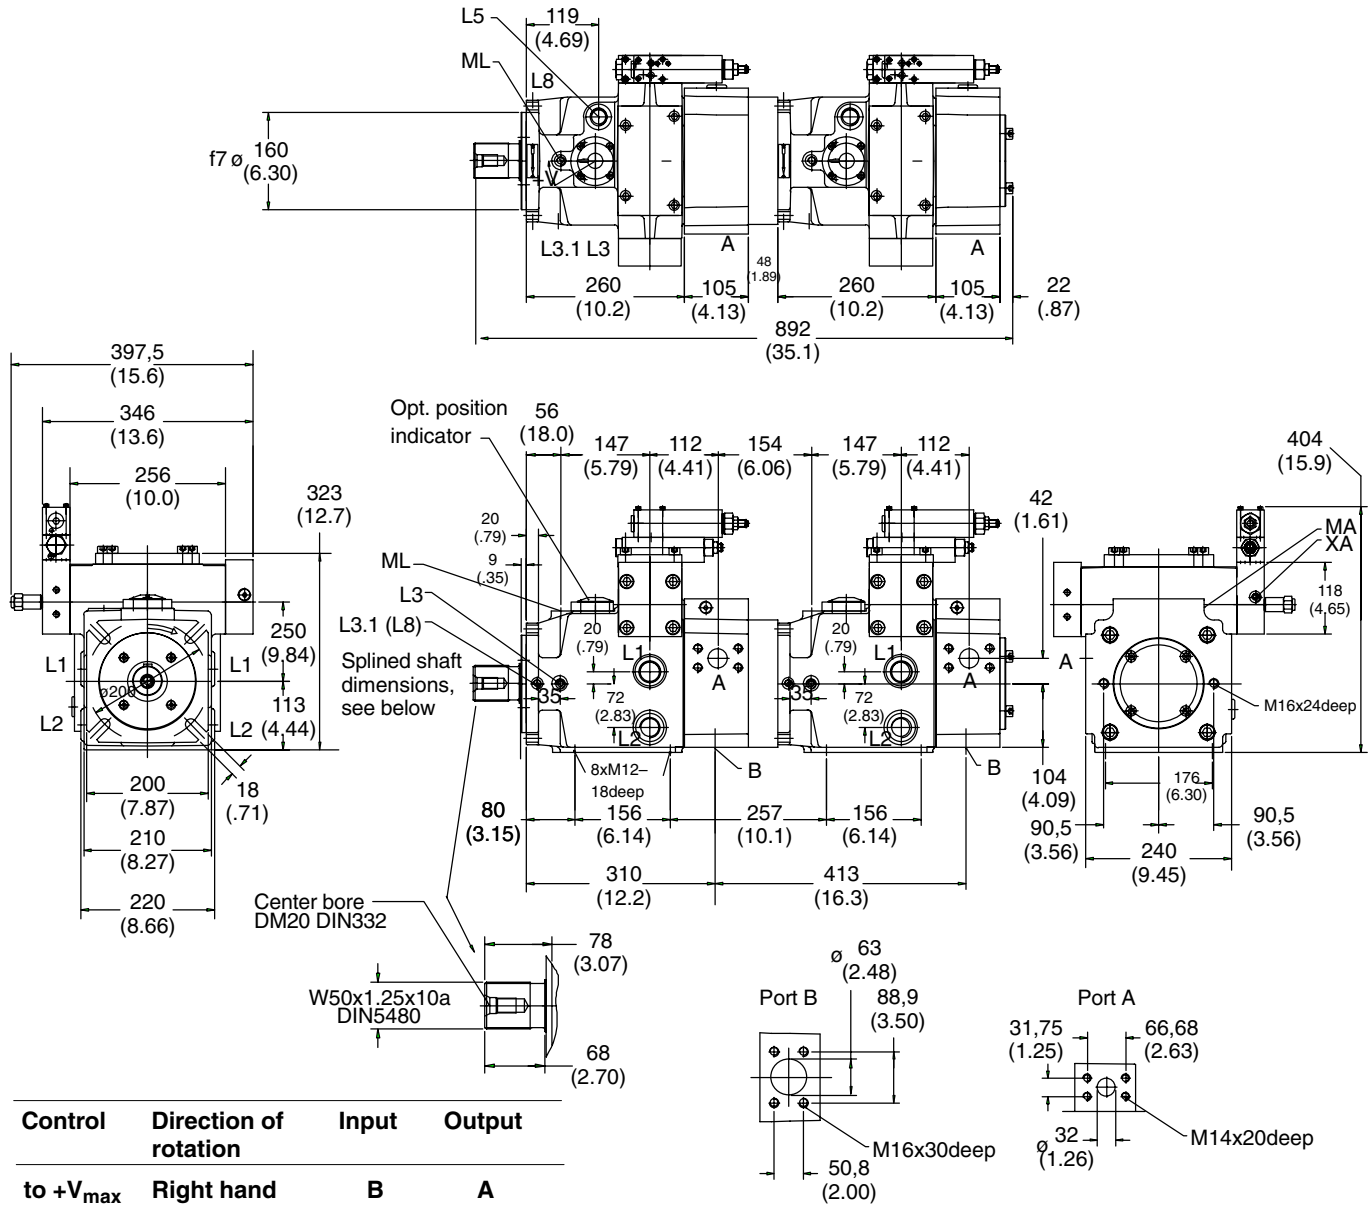 L5
119
(4.69)
ML
L8
f7 ø 160
(6.30)
V
L3.1 L3
A
A
48
(1.89)
260
(10.2)
105
(4.13)
260
(10.2)
105
(4.13)
22
(.87)
892
(35.1)
397,5
(15.6)
346
(13.6)
256
(10.0)
323
(12.7)
250
(9.84)
113
(4,44)
L1
L1
L2
L2
ø200
200
(7.87)
18
(.71)
210
(8.27)
220
(8.66)
Opt. position
indicator
56
(18.0)
147
(5.79)
112
(4.41)
154
(6.06)
147
(5.79)
112
(4.41)
42
(1.61)
20
(.79)
9
(.35)
ML
L3
L3.1 (L8)
Splined shaft
dimensions,
see below
35
20
(.79)
L1
A
72
(2.83)
L2
35
20
(.79)
L1
A
72
(2.83)
L2
8xM12–
18deep
B
B
80
(3.15)
156
(6.14)
257
(10.1)
156
(6.14)
104
(4.09)
310
(12.2)
413
(16.3)
404
(15.9)
MA
XA
118
(4,65)
A
M16x24deep
176
(6.30)
90,5
(3.56)
90,5
(3.56)
240
(9.45)
Center bore
DM20 DIN332
78
(3.07)
W50x1.25x10a
DIN5480
68
(2.70)
Port B
ø 63
(2.48)
88,9
(3.50)
M16x30deep
50,8
(2.00)
Port A
31,75
(1.25)
66,68
(2.63)
ø 32
(1.26)
M14x20deep
Control Direction of rotation Input Output
to +Vmax Right hand B A